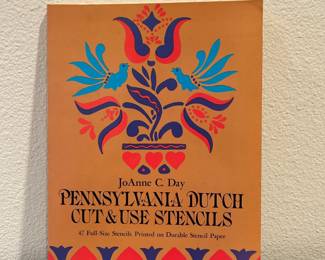 JoAnne C. Day
PENNSYLVANIA DUTCH
CUT & USE STENCILS
47 Full-Size Stencils Printed on Durable Stencil Paper